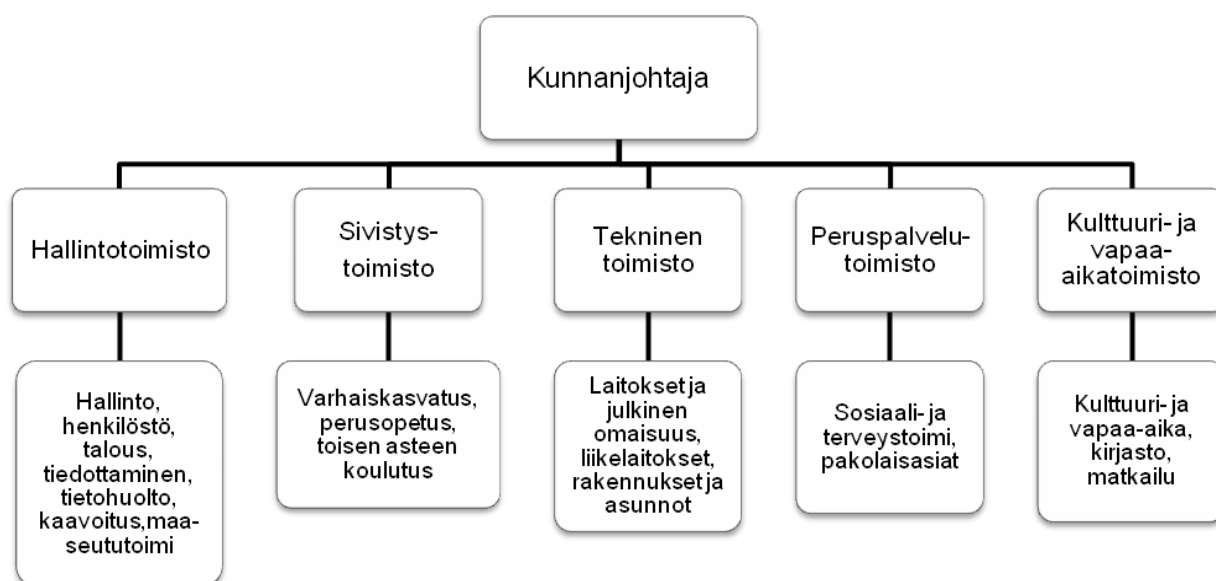 Kunnanjohtaja
Hallintotoimisto
Sivistys-
toimisto
Tekninen
toimisto
Peruspalvelu-
toimisto
Kulttuuri- ja
vapaa-
aikatoimisto
Hallinto,
henkilöstö,
talous,
tiedottaminen,
tietohuolto,
kaavoitus,maa-
seututoimi
Varhaiskasvatus,
perusopetus,
toisen asteen
koulutus
Laitokset ja
julkinen
omaisuus,
liikelaitokset,
rakennukset ja
asunnot
Sosiaali- ja
terveystoimi,
pakolaisasiat
Kulttuuri- ja
vapaa-aika,
kirjasto,
matkailu